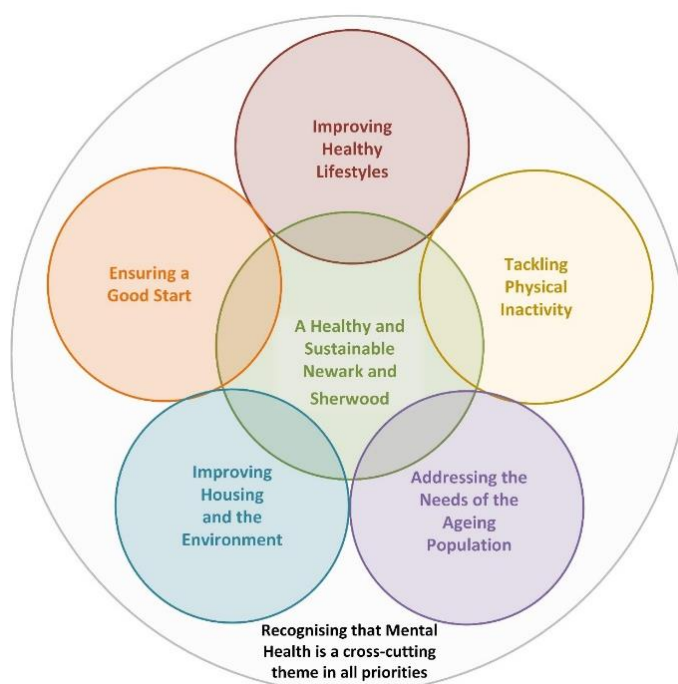 Improving
Healthy
Lifestyles
Ensuring a
Good Start
Tackling
Physical
Inactivity
A Healthy and
Sustainable
Newark and
Sherwood
Improving
Housing
and the
Environment
Addressing the
Needs of the
Ageing
Population
Recognising that Mental
Health is a cross-cutting
theme in all priorities